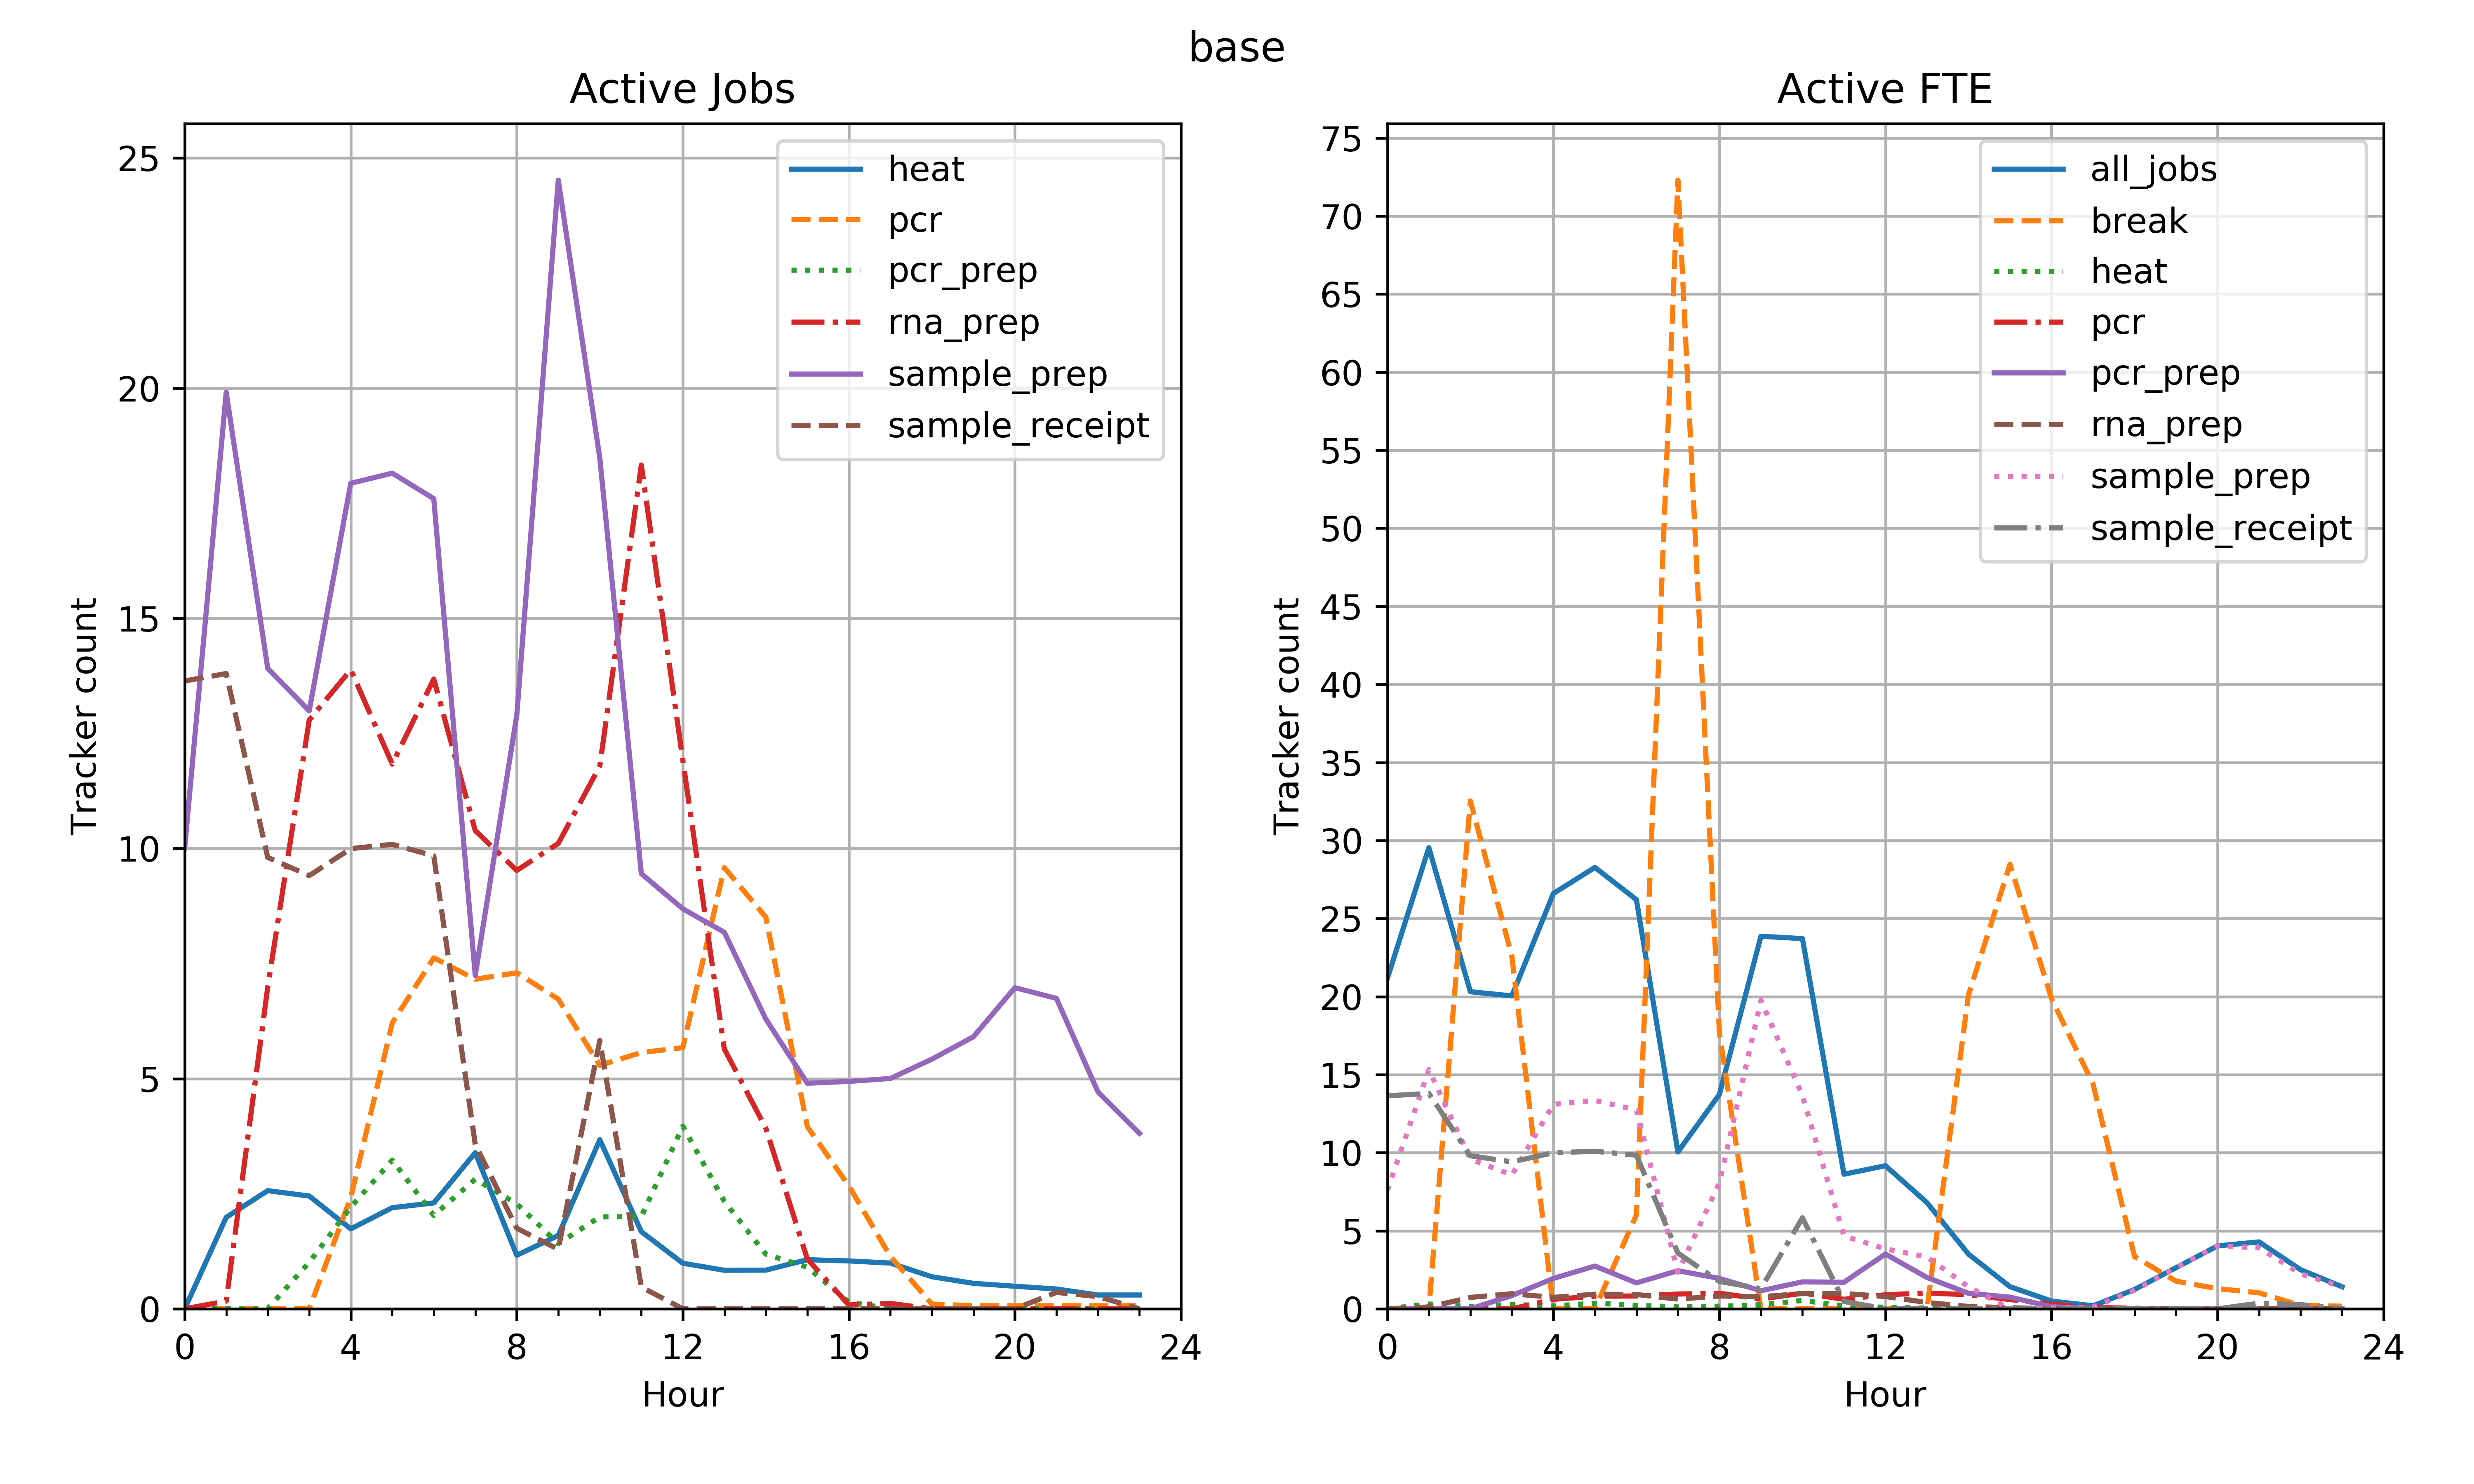 base
Active Jobs
25
20
15
10
5
0
0 4 8 12 16 20 24
Tracker count
Hour
heat
pcr
pcr_prep
rna_prep
sample_prep
sample_receipt
Active FTE
75
70
65
60
55
50
45
40
35
30
25
20
15
10
5
0
0 4 8 12 16 20 24
Tracker count
Hour
all_jobs
break
heat
pcr
pcr_prep
rna_prep
sample_prep
sample_receipt